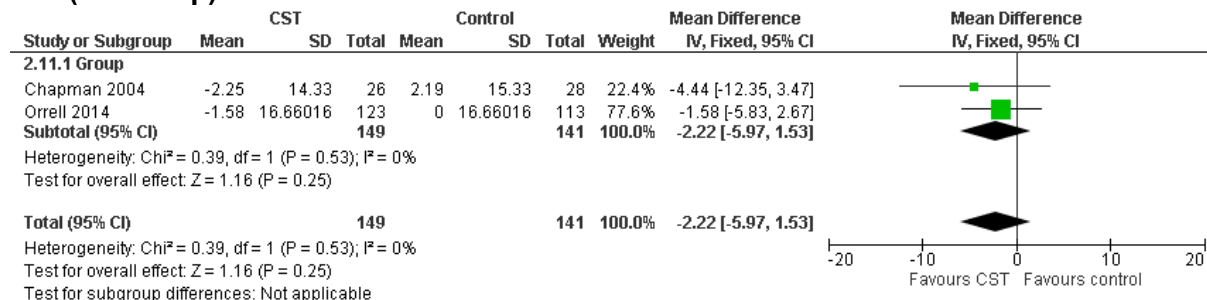 CST Control Mean Difference Mean Difference
Study or Subgroup Mean SD Total Mean SD Total Weight IV, Fixed, 95% CI IV, Fixed, 95% CI
2.11.1 Group
Chapman 2004 -2.25 14.33 26 2.19 15.33 28 22.4% -4.44 [-12.35, 3.47]
Orrell 2014 -1.58 16.66016 123 0 16.66016 113 77.6% -1.58 [-5.83, 2.67]
Subtotal (95% CI) 149 141 100.0% -2.22 [-5.97, 1.53]
Heterogeneity: Chi² = 0.39, df = 1 (P = 0.53); I² = 0%
Test for overall effect: Z = 1.16 (P = 0.25)
Total (95% CI) 149 141 100.0% -2.22 [-5.97, 1.53]
Heterogeneity: Chi² = 0.39, df = 1 (P = 0.53); I² = 0%
Test for overall effect: Z = 1.16 (P = 0.25)
Test for subgroup differences: Not applicable
-20 -10 0 10 20
Favours CST Favours control